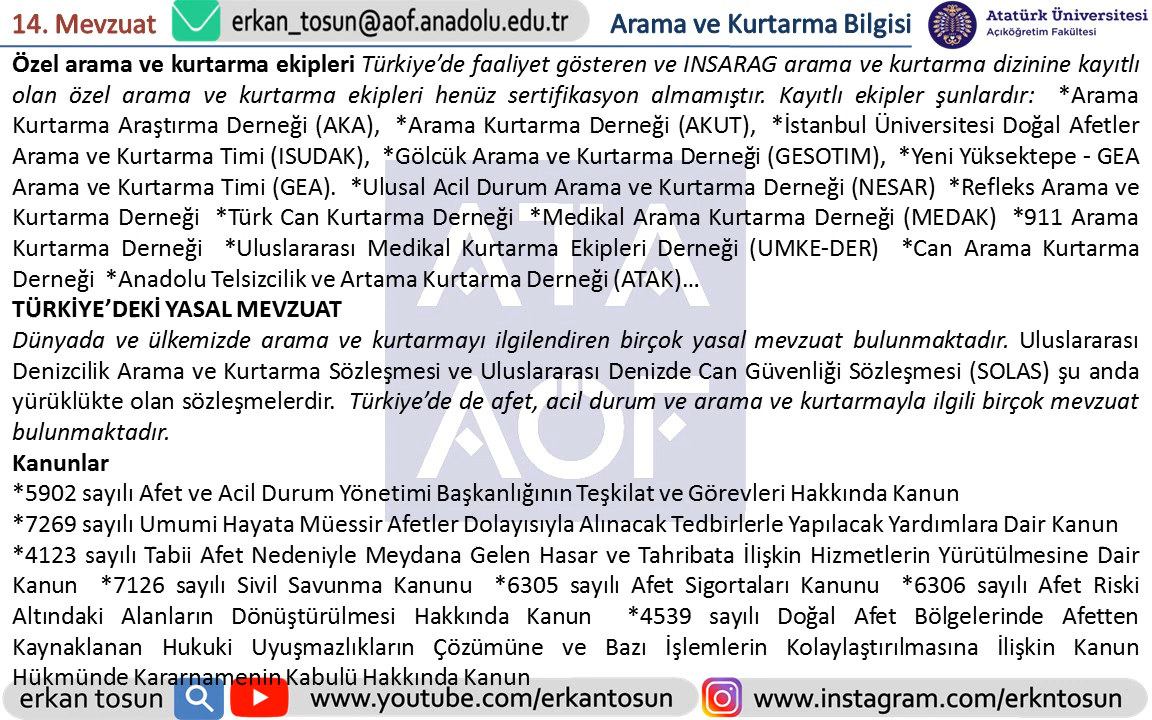 14. Mevzuat erkan_tosun@aof.anadolu.edu.tr Arama ve Kurtarma Bilgisi Atatürk Üniversitesi
Açıköğretim Fakültesi
Özel arama ve kurtarma ekipleri Türkiye’de faaliyet gösteren ve INSARAG arama ve kurtarma dizinine kayıtlı
olan özel arama ve kurtarma ekipleri henüz sertifikasyon almamıştır. Kayıtlı ekipler şunlardır: *Arama
Kurtarma Araştırma Derneği (AKA), *Arama Kurtarma Derneği (AKUT), *İstanbul Üniversitesi Doğal Afetler
Arama ve Kurtarma Timi (ISUDAK), *Gölcük Arama ve Kurtarma Derneği (GESOTIM), *Yeni Yüksektepe - GEA
Arama ve Kurtarma Timi (GEA). *Ulusal Acil Durum Arama ve Kurtarma Derneği (NESAR) *Refleks Arama ve
Kurtarma Derneği *Türk Can Kurtarma Derneği *Medikal Arama Kurtarma Derneği (MEDAK) *911 Arama
Kurtarma Derneği *Uluslararası Medikal Kurtarma Ekipleri Derneği (UMKE-DER) *Can Arama Kurtarma
Derneği *Anadolu Telsizcilik ve Artama Kurtarma Derneği (ATAK)…
TÜRKİYE’DEKİ YASAL MEVZUAT
Dünyada ve ülkemizde arama ve kurtarmayı ilgilendiren birçok yasal mevzuat bulunmaktadır. Uluslararası
Denizcilik Arama ve Kurtarma Sözleşmesi ve Uluslararası Denizde Can Güvenliği Sözleşmesi (SOLAS) şu anda
yürüklükte olan sözleşmelerdir. Türkiye’de de afet, acil durum ve arama ve kurtarmayla ilgili birçok mevzuat
bulunmaktadır.
Kanunlar
*5902 sayılı Afet ve Acil Durum Yönetimi Başkanlığının Teşkilat ve Görevleri Hakkında Kanun
*7269 sayılı Umumi Hayata Müessir Afetler Dolayısıyla Alınacak Tedbirlerle Yapılacak Yardımlara Dair Kanun
*4123 sayılı Tabii Afet Nedeniyle Meydana Gelen Hasar ve Tahribata İlişkin Hizmetlerin Yürütülmesine Dair
Kanun *7126 sayılı Sivil Savunma Kanunu *6305 sayılı Afet Sigortaları Kanunu *6306 sayılı Afet Riski
Altındaki Alanların Dönüştürülmesi Hakkında Kanun *4539 sayılı Doğal Afet Bölgelerinde Afetten
Kaynaklanan Hukuki Uyuşmazlıkların Çözümüne ve Bazı İşlemlerin Kolaylaştırılmasına İlişkin Kanun
Hükmünde Kararnamenin Kabulü Hakkında Kanun
erkan tosun www.youtube.com/erkantosun www.instagram.com/erkntosun
ATA
AÖF